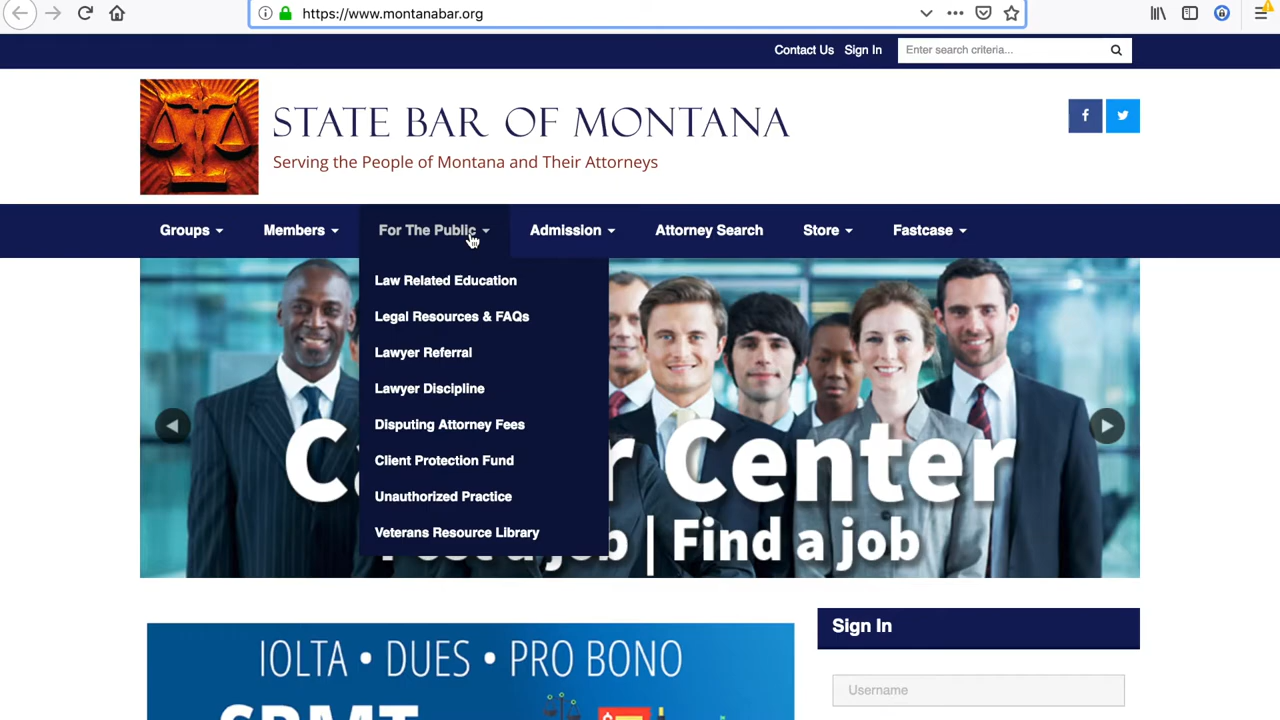 https://www.montanabar.org
Contact Us Sign In Enter search criteria...
STATE BAR OF MONTANA
Serving the People of Montana and Their Attorneys
f
Groups Members For The Public Admission Attorney Search Store Fastcase
Law Related Education
Legal Resources & FAQs
Lawyer Referral
Lawyer Discipline
Disputing Attorney Fees
Client Protection Fund
Unauthorized Practice
Veterans Resource Library
Center
| Find a job
IOLTA • DUES • PRO BONO
Sign In
Username